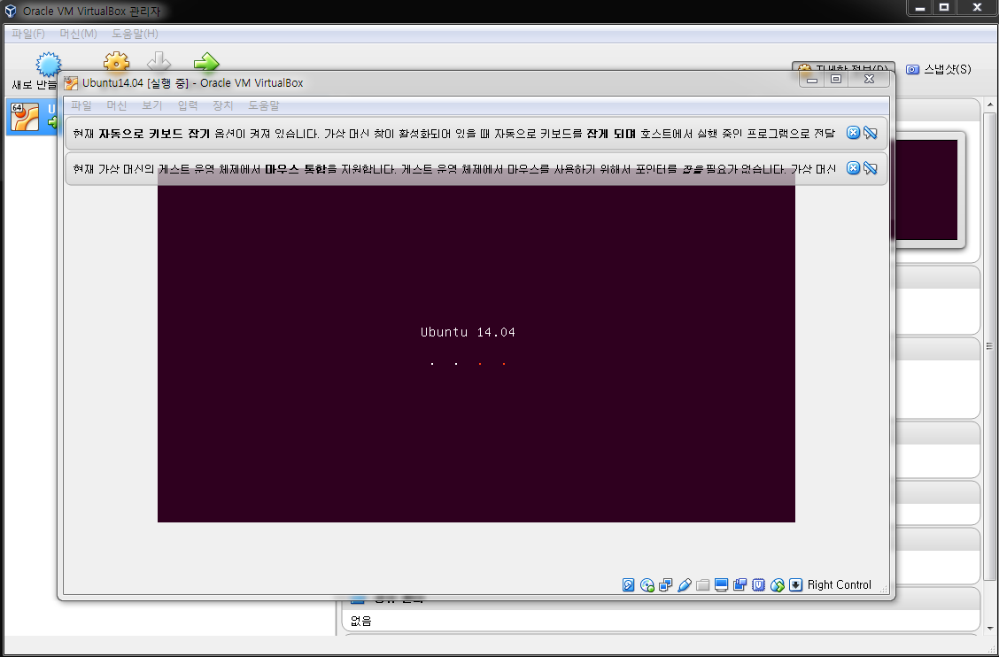 Oracle VM VirtualBox 관리자
파일(F) 머신(M) 도움말(H)
새로 만들
스냅샷(S)
64
U
Ubuntu14.04 [실행 중] - Oracle VM VirtualBox
파일 머신 보기 입력 장치 도움말
현재 자동으로 키보드 잡기 옵션이 켜져 있습니다. 가상 머신 창이 활성화되어 있을 때 자동으로 키보드를 잡게 되며 호스트에서 실행 중인 프로그램으로 전달
현재 가상 머신의 게스트 운영 체제에서 마우스 통합을 지원합니다. 게스트 운영 체제에서 마우스를 사용하기 위해서 포인터를 잡을 필요가 없습니다. 가상 머신
Ubuntu 14.04
Right Control
없음